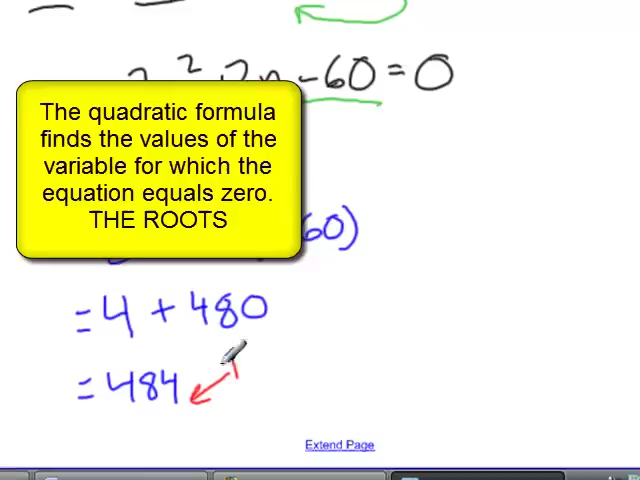 - 60 = 0
The quadratic formula
finds the values of the
variable for which the
equation equals zero.
THE ROOTS
60)
= 4 + 480
= 484
Extend Page